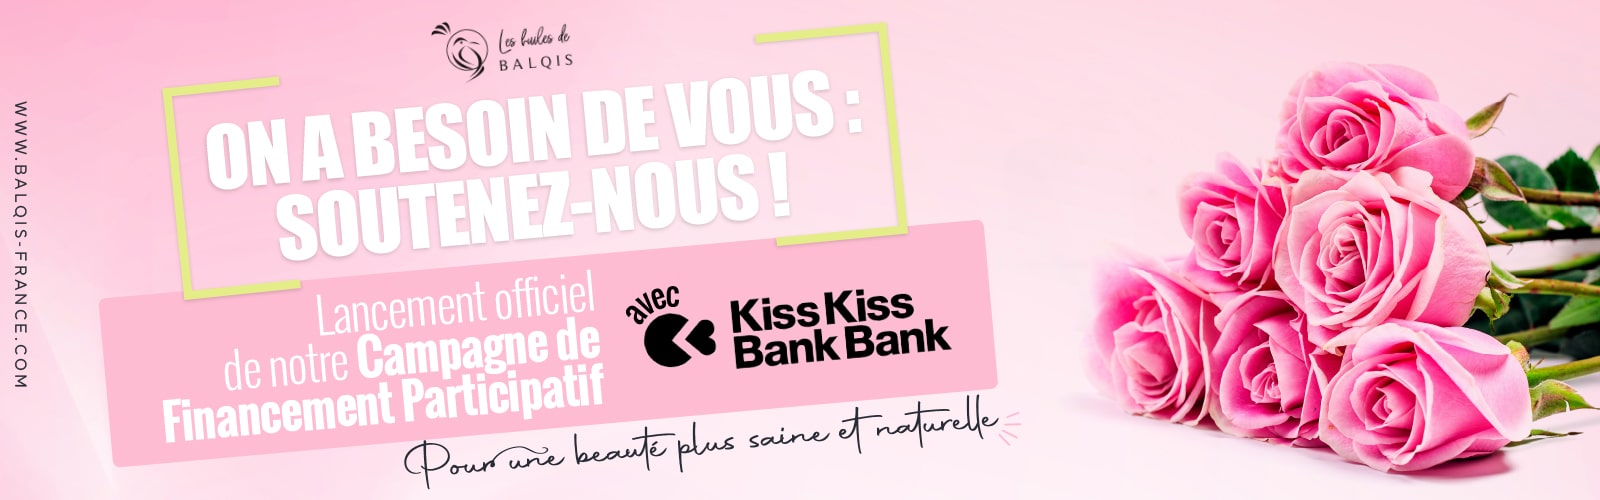 Les huiles de
BALQIS
ON A BESOIN DE VOUS :
SOUTENEZ-NOUS !
Lancement officiel
de notre Campagne de
Financement Participatif
avec
KissKiss
BankBank
Pour une beauté plus saine et naturelle
WWW.BALQIS-FRANCE.COM